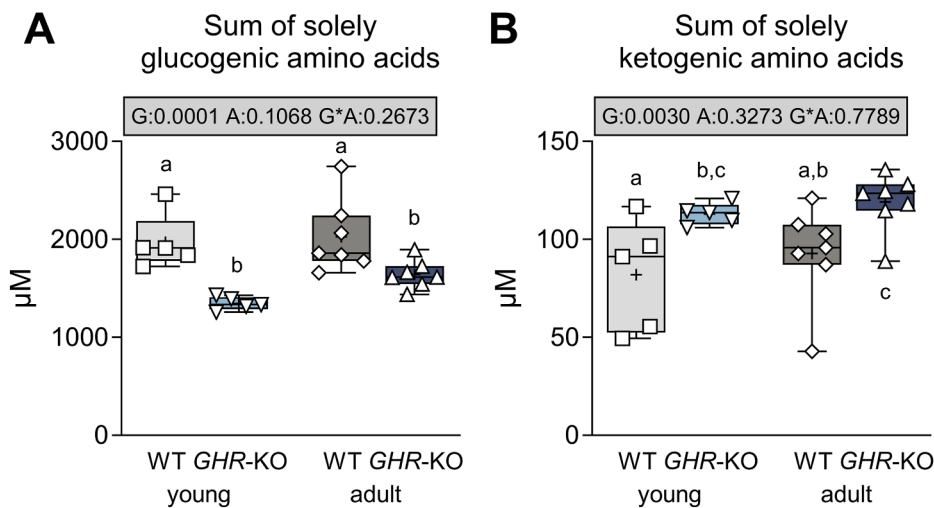 A
Sum of solely
glucogenic amino acids
G:0.0001 A:0.1068 G*A:0.2673
3000
2000
1000
0
µM
a
b
a
b
WT GHR-KO WT GHR-KO
young adult
B
Sum of solely
ketogenic amino acids
G:0.0030 A:0.3273 G*A:0.7789
150
100
50
0
µM
a
b,c
a,b
c
WT GHR-KO WT GHR-KO
young adult